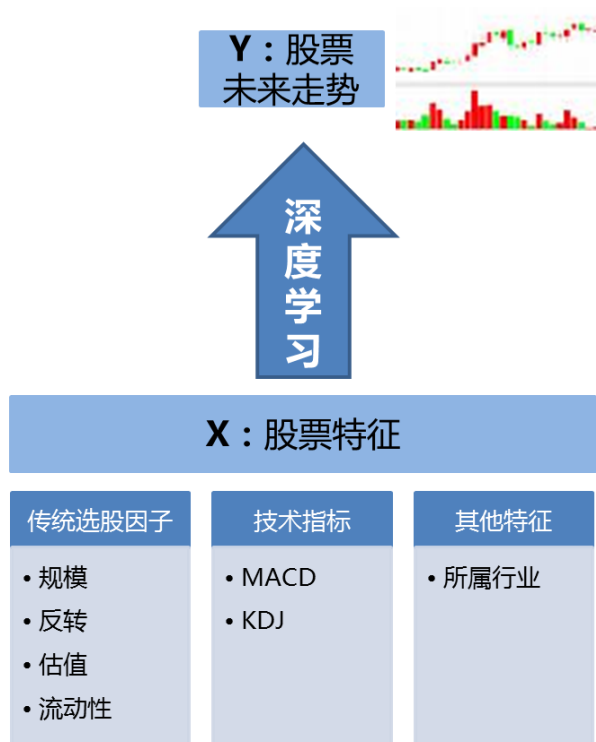 Y：股票
未来走势
深
度
学
习
X：股票特征
传统选股因子
• 规模
• 反转
• 估值
• 流动性
技术指标
• MACD
• KDJ
其他特征
• 所属行业